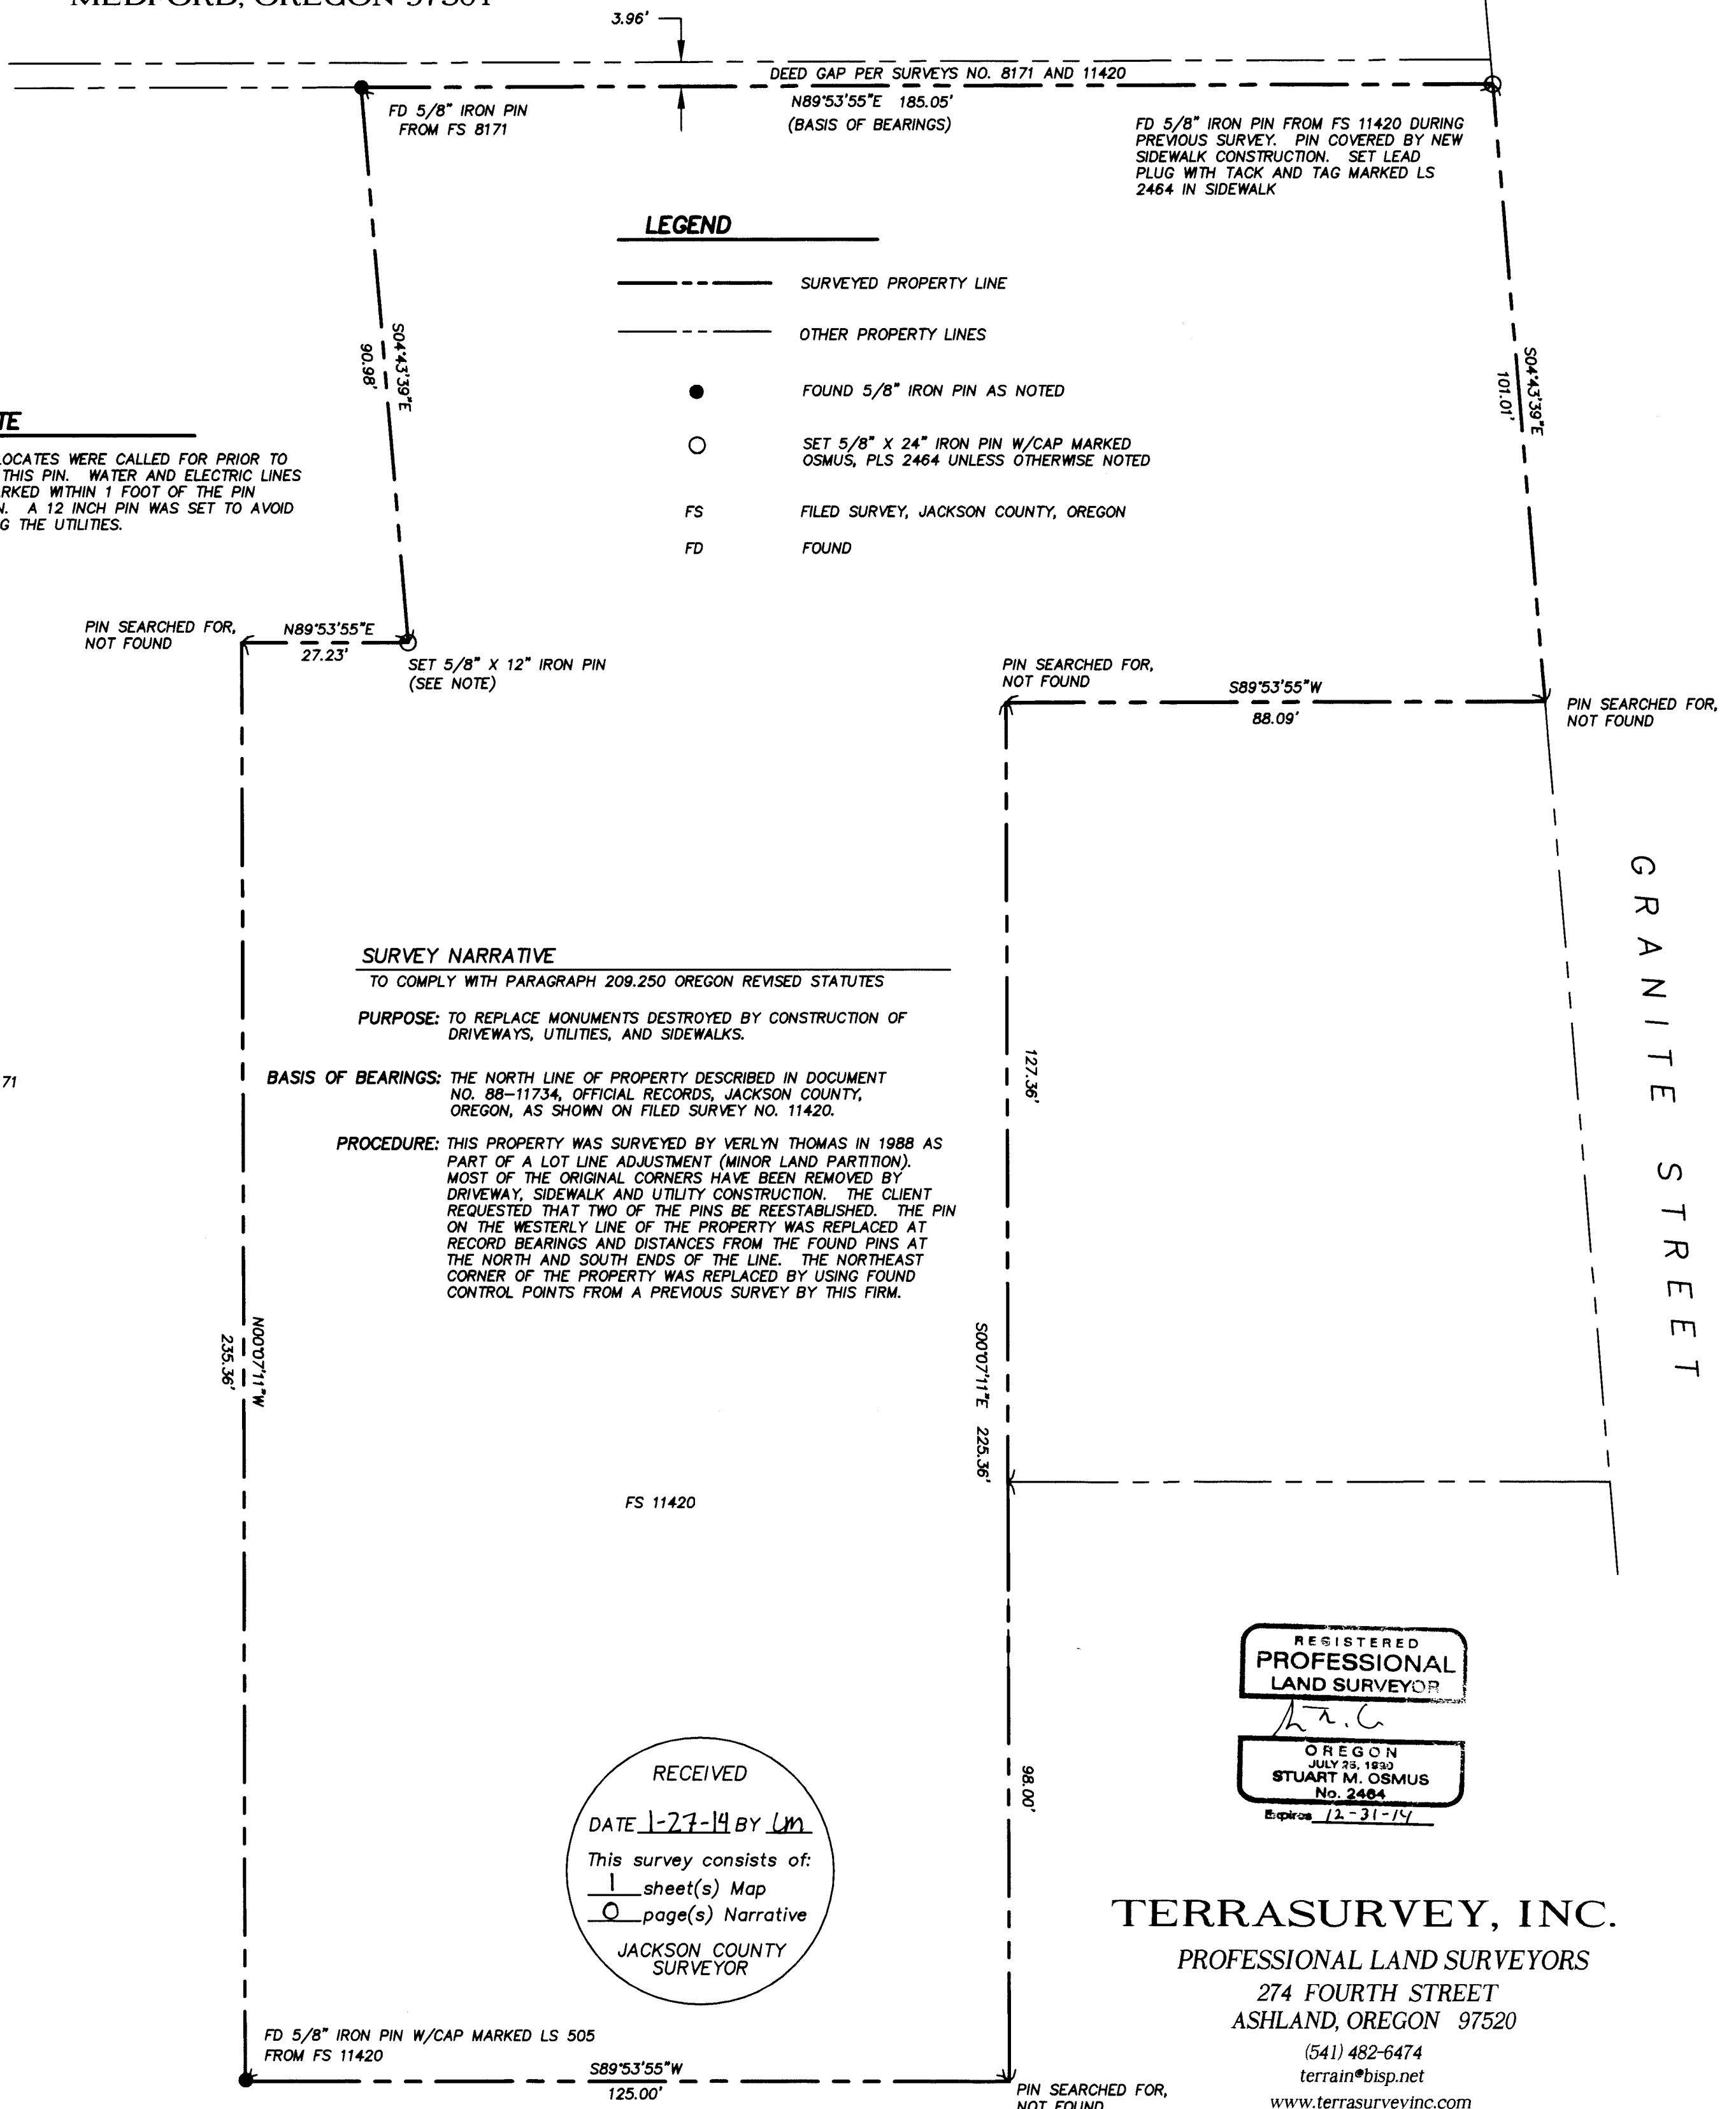 MEDFORD, OREGON 97501
3.96'
DEED GAP PER SURVEYS NO. 8171 AND 11420
N89°53'55"E 185.05'
(BASIS OF BEARINGS)
FD 5/8" IRON PIN
FROM FS 8171
FD 5/8" IRON PIN FROM FS 11420 DURING
PREVIOUS SURVEY. PIN COVERED BY NEW
SIDEWALK CONSTRUCTION. SET LEAD
PLUG WITH TACK AND TAG MARKED LS
2464 IN SIDEWALK
LEGEND
SURVEYED PROPERTY LINE
OTHER PROPERTY LINES
FOUND 5/8" IRON PIN AS NOTED
SET 5/8" X 24" IRON PIN W/CAP MARKED
OSMUS, PLS 2464 UNLESS OTHERWISE NOTED
FS FILED SURVEY, JACKSON COUNTY, OREGON
FD FOUND
S04°43'39"E
90.98'
S04°43'39"E
101.01'
TE
OCATES WERE CALLED FOR PRIOR TO
THIS PIN. WATER AND ELECTRIC LINES
RKED WITHIN 1 FOOT OF THE PIN
N. A 12 INCH PIN WAS SET TO AVOID
G THE UTILITIES.
PIN SEARCHED FOR,
NOT FOUND
N89°53'55"E
27.23'
SET 5/8" X 12" IRON PIN
(SEE NOTE)
PIN SEARCHED FOR,
NOT FOUND
S89°53'55"W
88.09'
PIN SEARCHED FOR,
NOT FOUND
GRANITE STREET
SURVEY NARRATIVE
TO COMPLY WITH PARAGRAPH 209.250 OREGON REVISED STATUTES
PURPOSE: TO REPLACE MONUMENTS DESTROYED BY CONSTRUCTION OF
DRIVEWAYS, UTILITIES, AND SIDEWALKS.
BASIS OF BEARINGS: THE NORTH LINE OF PROPERTY DESCRIBED IN DOCUMENT
NO. 88-11734, OFFICIAL RECORDS, JACKSON COUNTY,
OREGON, AS SHOWN ON FILED SURVEY NO. 11420.
PROCEDURE: THIS PROPERTY WAS SURVEYED BY VERLYN THOMAS IN 1988 AS
PART OF A LOT LINE ADJUSTMENT (MINOR LAND PARTITION).
MOST OF THE ORIGINAL CORNERS HAVE BEEN REMOVED BY
DRIVEWAY, SIDEWALK AND UTILITY CONSTRUCTION. THE CLIENT
REQUESTED THAT TWO OF THE PINS BE REESTABLISHED. THE PIN
ON THE WESTERLY LINE OF THE PROPERTY WAS REPLACED AT
RECORD BEARINGS AND DISTANCES FROM THE FOUND PINS AT
THE NORTH AND SOUTH ENDS OF THE LINE. THE NORTHEAST
CORNER OF THE PROPERTY WAS REPLACED BY USING FOUND
CONTROL POINTS FROM A PREVIOUS SURVEY BY THIS FIRM.
71
127.36'
N00°07'11"W
235.36'
S00°07'11"E 225.36'
FS 11420
98.00'
RECEIVED
DATE 1-27-14 BY LM
This survey consists of:
1 sheet(s) Map
0 page(s) Narrative
JACKSON COUNTY
SURVEYOR
REGISTERED
PROFESSIONAL
LAND SURVEYOR
OREGON
JULY 1990
STUART M. OSMUS
No. 2464
Expires 12-31-14
TERRASURVEY, INC.
PROFESSIONAL LAND SURVEYORS
274 FOURTH STREET
ASHLAND, OREGON 97520
(541) 482-6474
terrain@bisp.net
www.terrasurveyinc.com
FD 5/8" IRON PIN W/CAP MARKED LS 505
FROM FS 11420
S89°53'55"W
125.00'
PIN SEARCHED FOR,
NOT FOUND